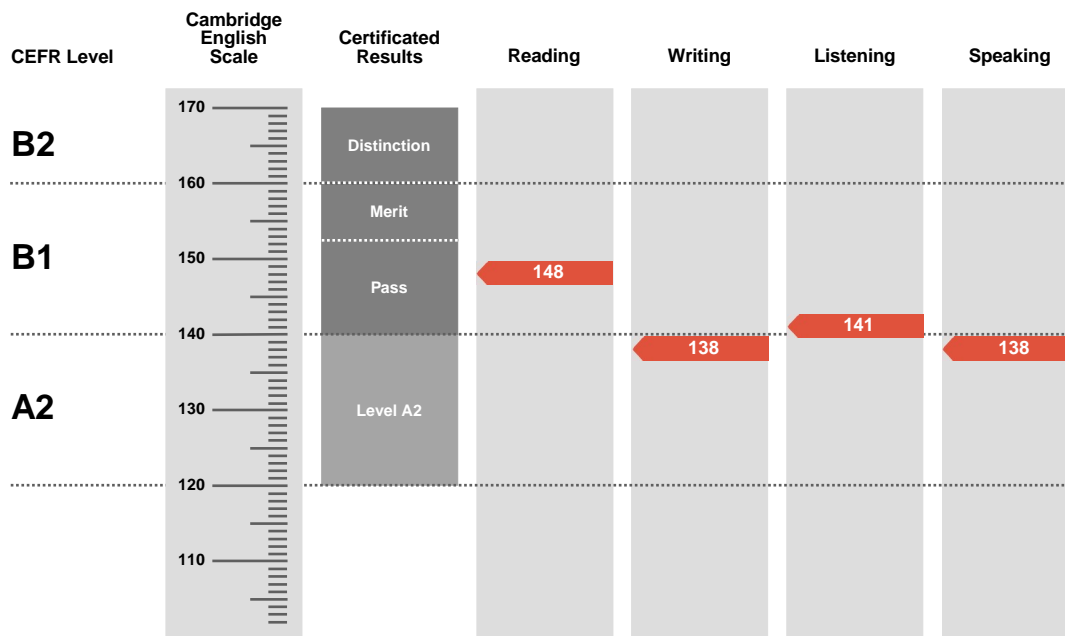 CEFR Level
Cambridge
English
Scale
Certificated
Results
Reading
Writing
Listening
Speaking
170
B2
Distinction
160
Merit
B1
150
148
Pass
140
141
138
138
A2
130
Level A2
120
110